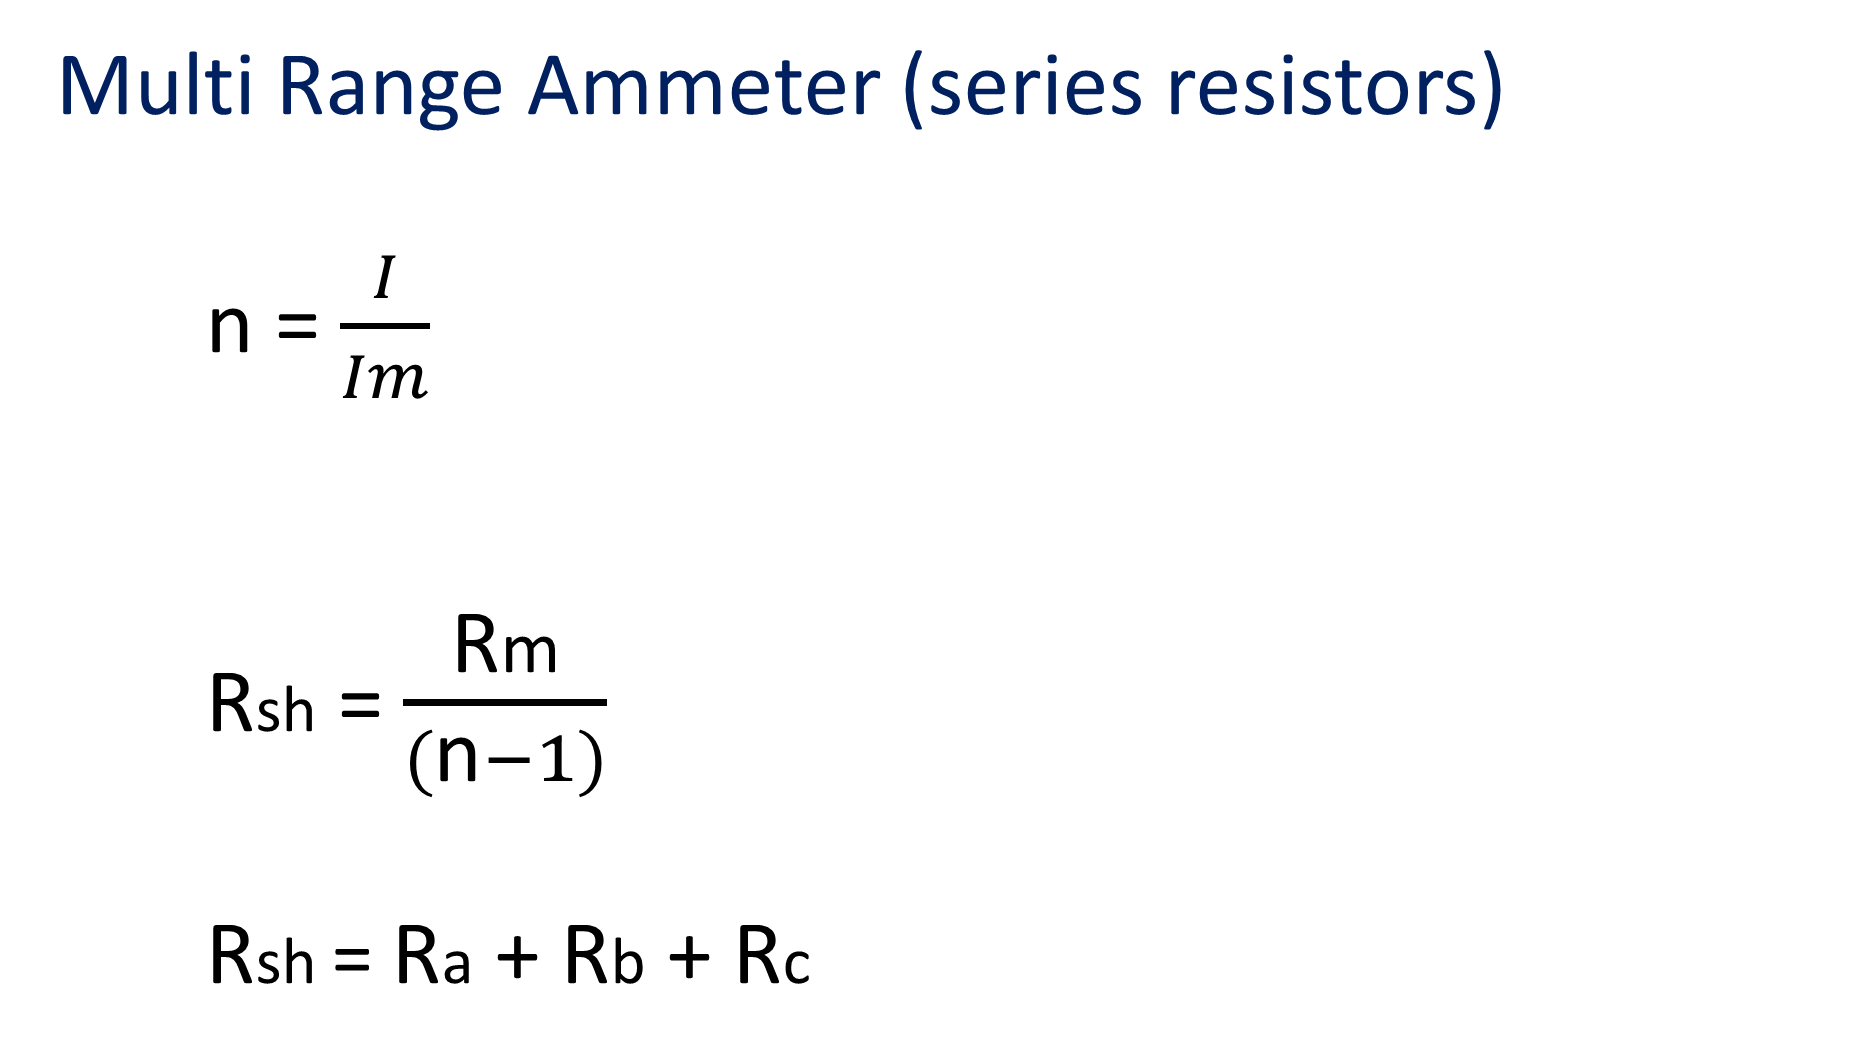 Multi Range Ammeter (series resistors)
n = I/Im
Rsh = Rm/(n−1)
Rsh = Ra + Rb + Rc